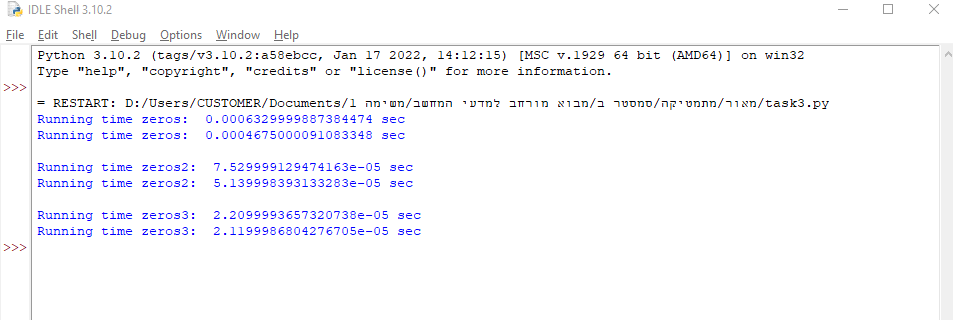 IDLE Shell 3.10.2
File Edit Shell Debug Options Window Help
Python 3.10.2 (tags/v3.10.2:a58ebcc, Jan 17 2022, 14:12:15) [MSC v.1929 64 bit (AMD64)] on win32
Type "help", "copyright", "credits" or "license()" for more information.
>>>
= RESTART: D:/Users/CUSTOMER/Documents/מאור/מתמטיקה/סמסטר ב/מבוא מורחב למדעי המחשב/משימה 1/task3.py
Running time zeros:  0.0006329999887384474 sec
Running time zeros:  0.0004675000091083348 sec
Running time zeros2:  7.529999129474163e-05 sec
Running time zeros2:  5.139998393133283e-05 sec
Running time zeros3:  2.2099993657320738e-05 sec
Running time zeros3:  2.1199986804276705e-05 sec
>>>